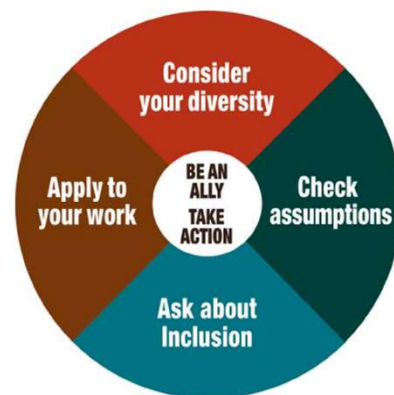 Consider
your diversity
Apply to
your work
BE AN
ALLY
TAKE
ACTION
Check
assumptions
Ask about
Inclusion